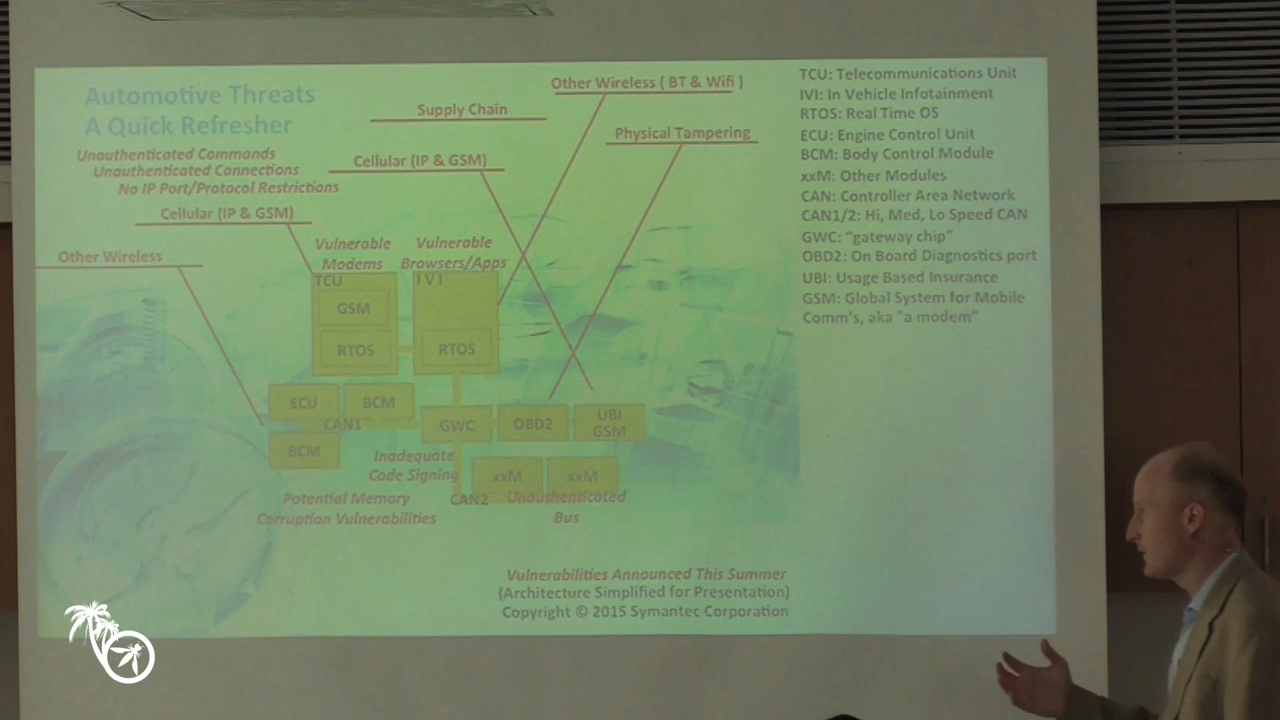 Automotive Threats
A Quick Refresher
Unauthenticated Commands
Unauthenticated Connections
No IP Port/Protocol Restrictions
Other Wireless ( BT & Wifi )
Supply Chain
Physical Tampering
Cellular (IP & GSM)
Cellular (IP & GSM)
Other Wireless
Vulnerable
Modems
Vulnerable
Browsers/Apps
TCU
GSM
RTOS
I V I
RTOS
ECU
BCM
CAN1
BCM
GWC
OBD2
UBI
GSM
Inadequate
Code Signing
xxM
xxM
CAN2
Unauthenticated
Bus
Potential Memory
Corruption Vulnerabilities
Vulnerabilities Announced This Summer
(Architecture Simplified for Presentation)
Copyright © 2015 Symantec Corporation
TCU: Telecommunications Unit
IVI: In Vehicle Infotainment
RTOS: Real Time OS
ECU: Engine Control Unit
BCM: Body Control Module
xxM: Other Modules
CAN: Controller Area Network
CAN1/2: Hi, Med, Lo Speed CAN
GWC: “gateway chip”
OBD2: On Board Diagnostics port
UBI: Usage Based Insurance
GSM: Global System for Mobile
Comm's, aka “a modem”